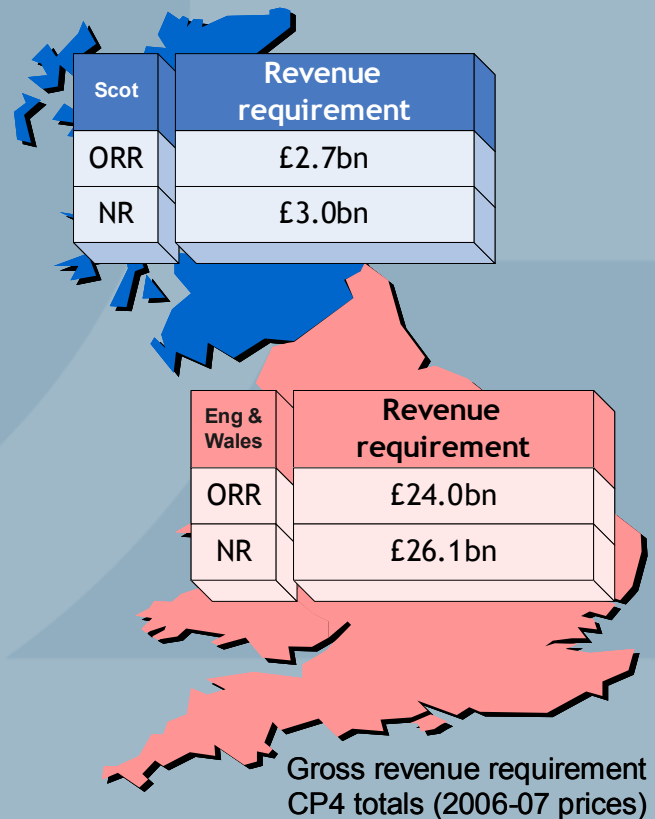 Scot
Revenue
requirement
ORR £2.7bn
NR £3.0bn
Eng &
Wales
Revenue
requirement
ORR £24.0bn
NR £26.1bn
Gross revenue requirement
CP4 totals (2006-07 prices)